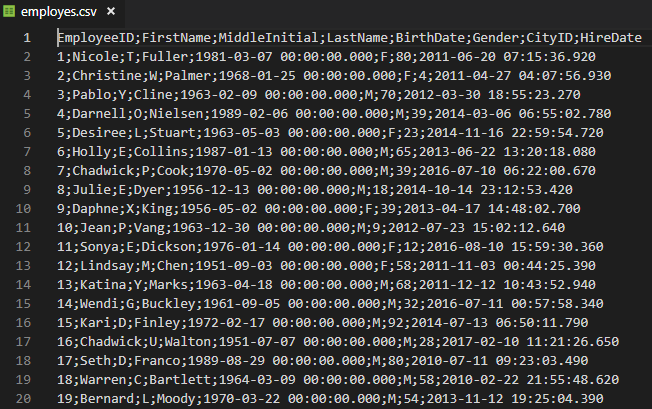 employes.csv
1 EmployeeID;FirstName;MiddleInitial;LastName;BirthDate;Gender;CityID;HireDate
2 1;Nicole;T;Fuller;1981-03-07 00:00:00.000;F;80;2011-06-20 07:15:36.920
3 2;Christine;W;Palmer;1968-01-25 00:00:00.000;F;4;2011-04-27 04:07:56.930
4 3;Pablo;Y;Cline;1963-02-09 00:00:00.000;M;70;2012-03-30 18:55:23.270
5 4;Darnell;O;Nielsen;1989-02-06 00:00:00.000;M;39;2014-03-06 06:55:02.780
6 5;Desiree;L;Stuart;1963-05-03 00:00:00.000;F;23;2014-11-16 22:59:54.720
7 6;Holly;E;Collins;1987-01-13 00:00:00.000;M;65;2013-06-22 13:20:18.080
8 7;Chadwick;P;Cook;1970-05-02 00:00:00.000;M;39;2016-07-10 06:22:00.670
9 8;Julie;E;Dyer;1956-12-13 00:00:00.000;M;18;2014-10-14 23:12:53.420
10 9;Daphne;X;King;1956-05-02 00:00:00.000;F;39;2013-04-17 14:48:02.700
11 10;Jean;P;Vang;1963-12-30 00:00:00.000;M;9;2012-07-23 15:02:12.640
12 11;Sonya;E;Dickson;1976-01-14 00:00:00.000;F;12;2016-08-10 15:59:30.360
13 12;Lindsay;M;Chen;1951-09-03 00:00:00.000;F;58;2011-11-03 00:44:25.390
14 13;Katina;Y;Marks;1963-04-18 00:00:00.000;M;68;2011-12-12 10:43:52.940
15 14;Wendi;G;Buckley;1961-09-05 00:00:00.000;M;32;2016-07-11 00:57:58.340
16 15;Kari;D;Finley;1972-02-17 00:00:00.000;M;92;2014-07-13 06:50:11.790
17 16;Chadwick;U;Walton;1951-07-07 00:00:00.000;M;28;2017-02-10 11:21:26.650
18 17;Seth;D;Franco;1989-08-29 00:00:00.000;M;80;2010-07-11 09:23:03.490
19 18;Warren;C;Bartlett;1964-03-09 00:00:00.000;M;58;2010-02-22 21:55:48.620
20 19;Bernard;L;Moody;1970-03-22 00:00:00.000;M;54;2013-11-12 19:25:04.390